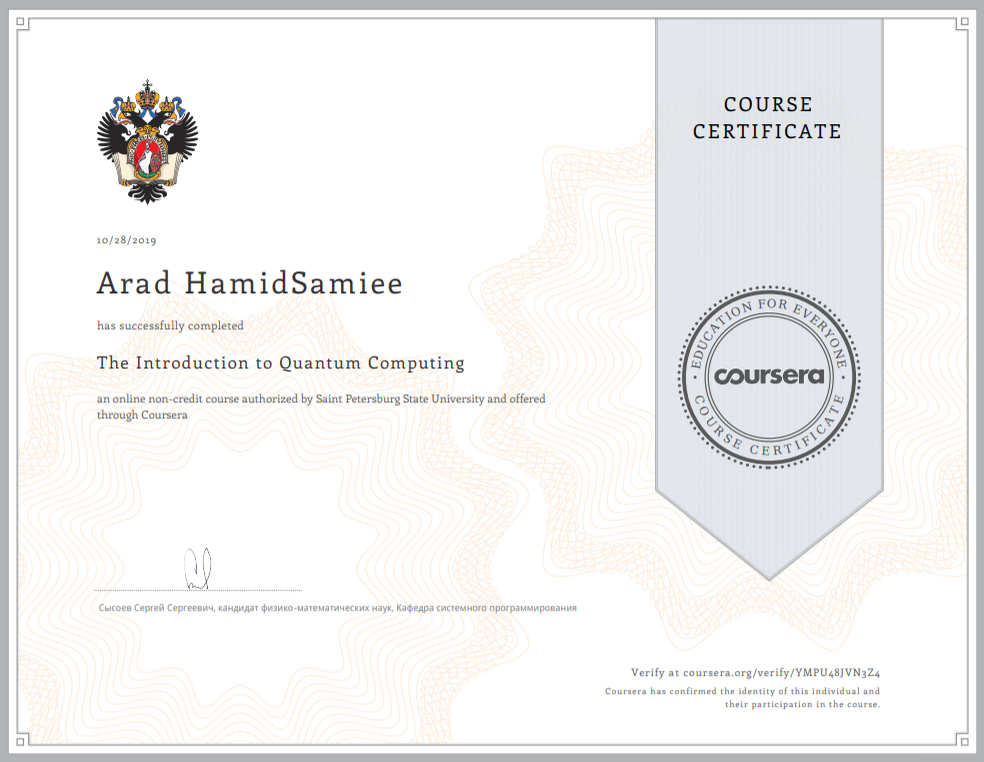 COURSE
CERTIFICATE
10/28/2019
Arad HamidSamiee
has successfully completed
The Introduction to Quantum Computing
an online non-credit course authorized by Saint Petersburg State University and offered
through Coursera
EDUCATION FOR EVERYONE
coursera
COURSE CERTIFICATE
Сысоев Сергей Сергеевич, кандидат физико-математических наук, Кафедра системного программирования
Verify at coursera.org/verify/YMPU48JVN3Z4
Coursera has confirmed the identity of this individual and
their participation in the course.